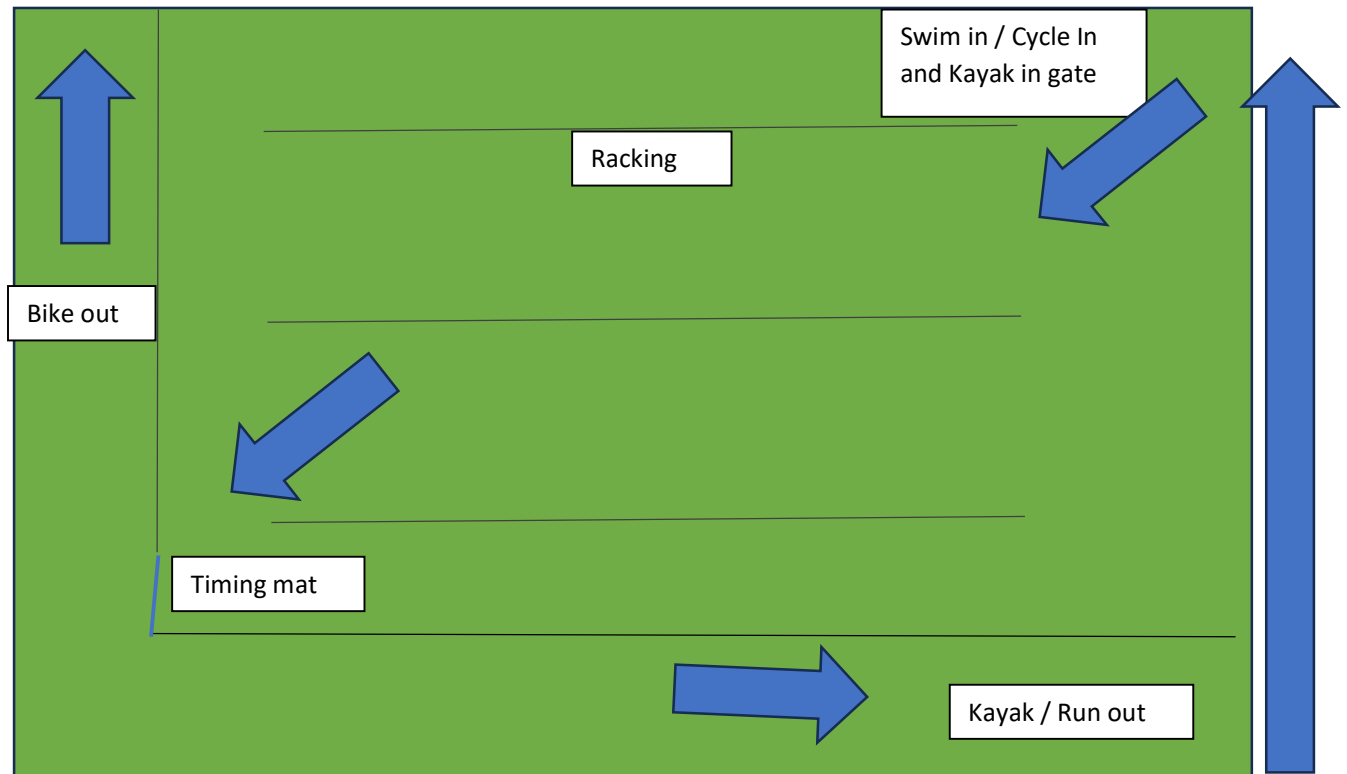 Swim in / Cycle In
and Kayak in gate
Racking
Bike out
Timing mat
Kayak / Run out